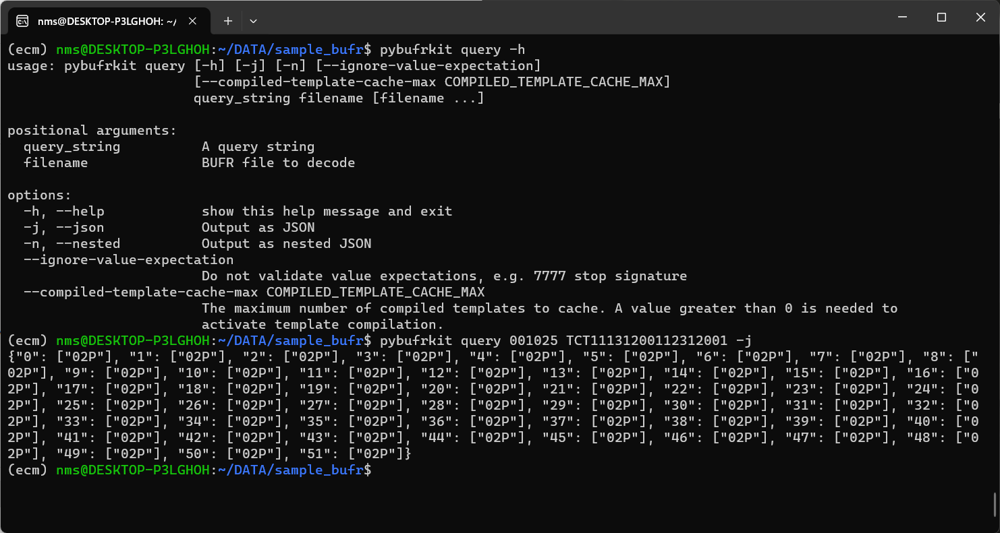 nms@DESKTOP-P3LGHOH: ~/
(ecm) nms@DESKTOP-P3LGHOH:~/DATA/sample_bufr$ pybufrkit query -h
usage: pybufrkit query [-h] [-j] [-n] [--ignore-value-expectation]
                       [--compiled-template-cache-max COMPILED_TEMPLATE_CACHE_MAX]
                       query_string filename [filename ...]

positional arguments:
  query_string          A query string
  filename              BUFR file to decode

options:
  -h, --help            show this help message and exit
  -j, --json            Output as JSON
  -n, --nested          Output as nested JSON
  --ignore-value-expectation
                        Do not validate value expectations, e.g. 7777 stop signature
  --compiled-template-cache-max COMPILED_TEMPLATE_CACHE_MAX
                        The maximum number of compiled templates to cache. A value greater than 0 is needed to
                        activate template compilation.
(ecm) nms@DESKTOP-P3LGHOH:~/DATA/sample_bufr$ pybufrkit query 001025 TCT11131200112312001 -j
{"0": ["02P"], "1": ["02P"], "2": ["02P"], "3": ["02P"], "4": ["02P"], "5": ["02P"], "6": ["02P"], "7": ["02P"], "8": ["
02P"], "9": ["02P"], "10": ["02P"], "11": ["02P"], "12": ["02P"], "13": ["02P"], "14": ["02P"], "15": ["02P"], "16": ["0
2P"], "17": ["02P"], "18": ["02P"], "19": ["02P"], "20": ["02P"], "21": ["02P"], "22": ["02P"], "23": ["02P"], "24": ["0
2P"], "25": ["02P"], "26": ["02P"], "27": ["02P"], "28": ["02P"], "29": ["02P"], "30": ["02P"], "31": ["02P"], "32": ["0
2P"], "33": ["02P"], "34": ["02P"], "35": ["02P"], "36": ["02P"], "37": ["02P"], "38": ["02P"], "39": ["02P"], "40": ["0
2P"], "41": ["02P"], "42": ["02P"], "43": ["02P"], "44": ["02P"], "45": ["02P"], "46": ["02P"], "47": ["02P"], "48": ["0
2P"], "49": ["02P"], "50": ["02P"], "51": ["02P"]}
(ecm) nms@DESKTOP-P3LGHOH:~/DATA/sample_bufr$